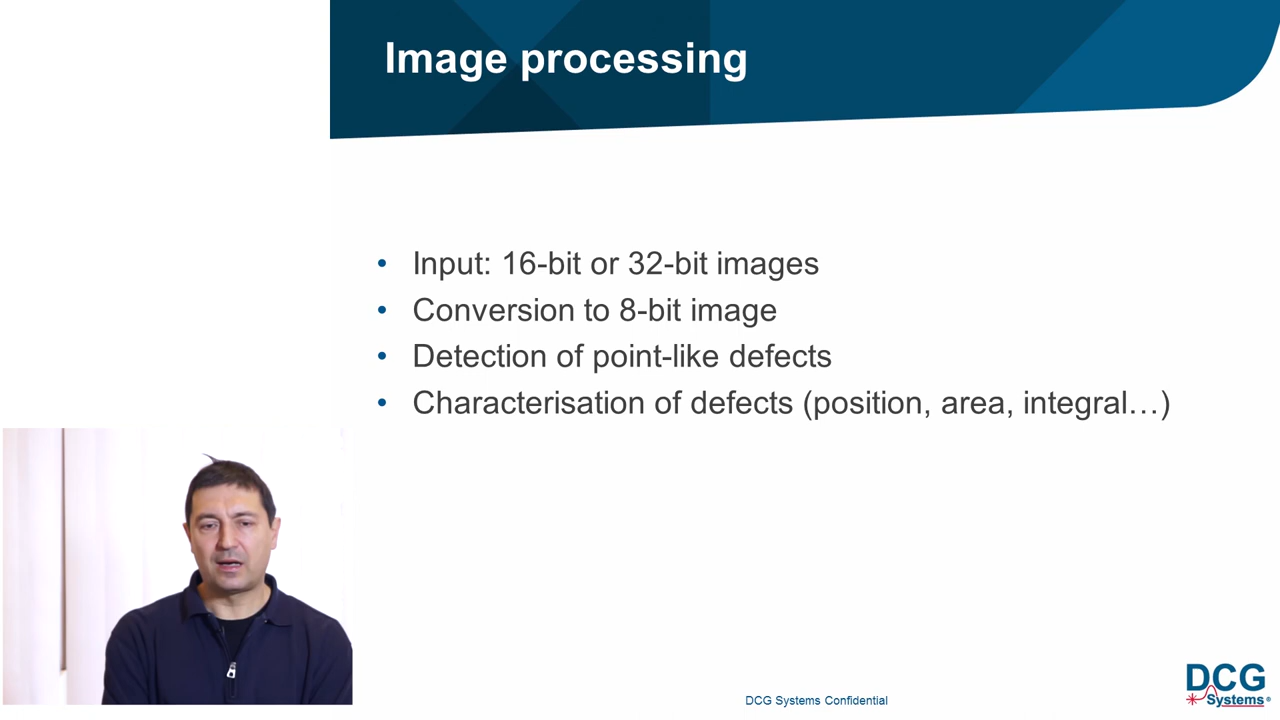 Image processing
• Input: 16-bit or 32-bit images
• Conversion to 8-bit image
• Detection of point-like defects
• Characterisation of defects (position, area, integral…)
DCG Systems Confidential
DCG
Systems®